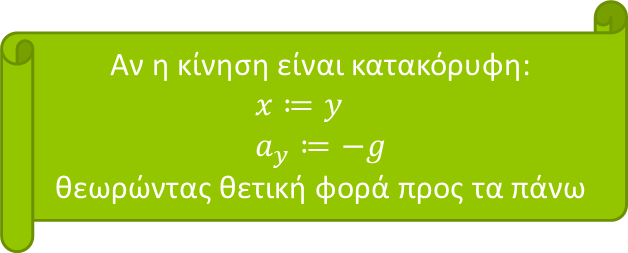 Αν η κίνηση είναι κατακόρυφη:
x ≔ y
a_y ≔ −g
θεωρώντας θετική φορά προς τα πάνω